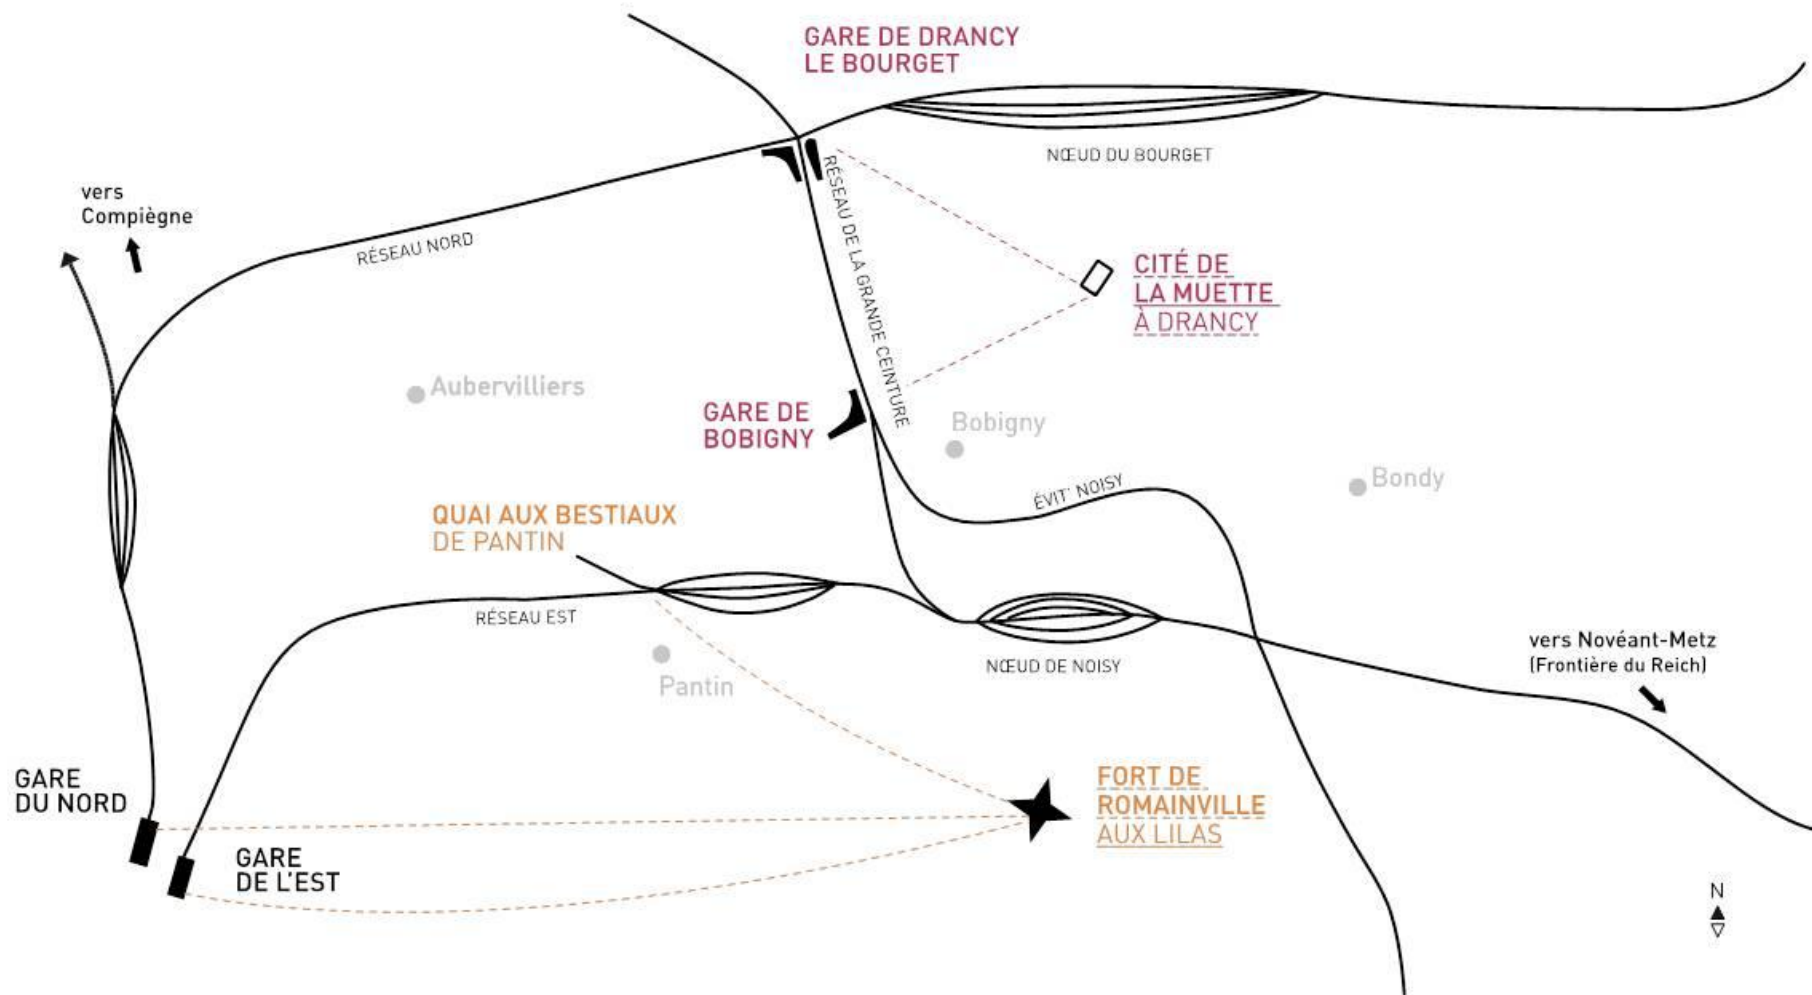 GARE DE DRANCY
LE BOURGET
NŒUD DU BOURGET
vers
Compiègne
RÉSEAU NORD
RÉSEAU DE LA GRANDE CEINTURE
CITÉ DE
LA MUETTE
À DRANCY
Aubervilliers
GARE DE
BOBIGNY
Bobigny
Bondy
ÉVIT' NOISY
QUAI AUX BESTIAUX
DE PANTIN
RÉSEAU EST
Pantin
NŒUD DE NOISY
vers Novéant-Metz
(Frontière du Reich)
GARE
DU NORD
GARE
DE L'EST
FORT DE
ROMAINVILLE
AUX LILAS
N